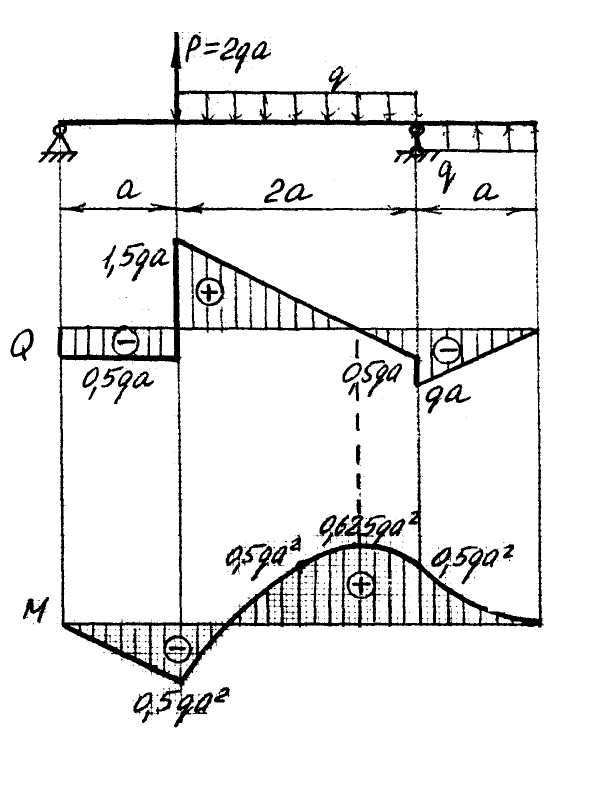 P=2qa
q
q
a
2a
a
1,5qa
+
Q
−
0,5qa
0,5qa
−
qa
0,625qa²
0,5qa²
0,5qa²
+
M
−
0,5qa²